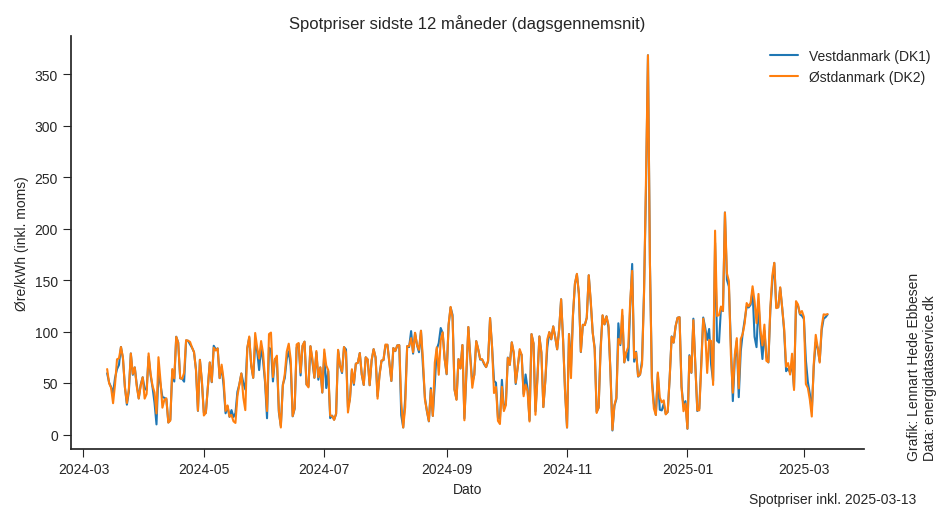 Spotpriser sidste 12 måneder (dagsgennemsnit)
Vestdanmark (DK1)
Østdanmark (DK2)
Øre/kWh (inkl. moms)
350
300
250
200
150
100
50
0
2024-03
2024-05
2024-07
2024-09
2024-11
2025-01
2025-03
Dato
Grafik: Lennart Hede Ebbesen
Data: energidataservice.dk
Spotpriser inkl. 2025-03-13